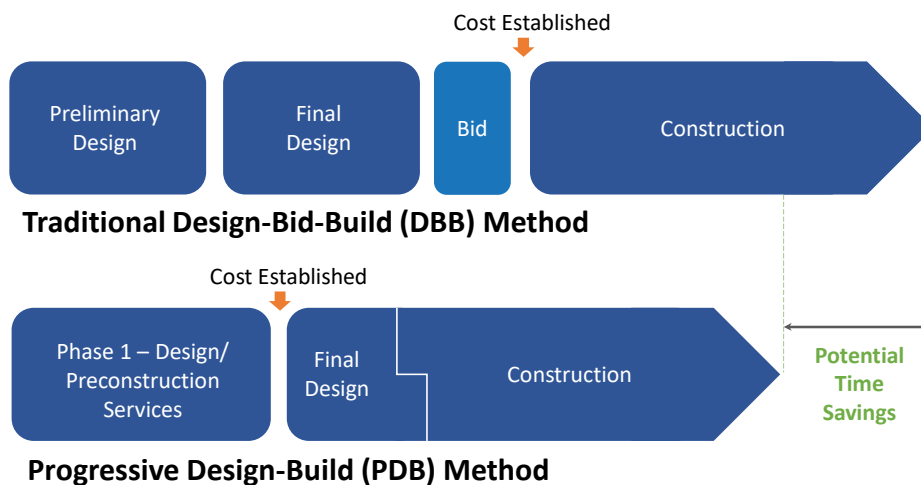 Cost Established
Preliminary
Design
Final
Design
Bid
Construction
Traditional Design-Bid-Build (DBB) Method
Cost Established
Phase 1 – Design/
Preconstruction
Services
Final
Design
Construction
Potential
Time
Savings
Progressive Design-Build (PDB) Method